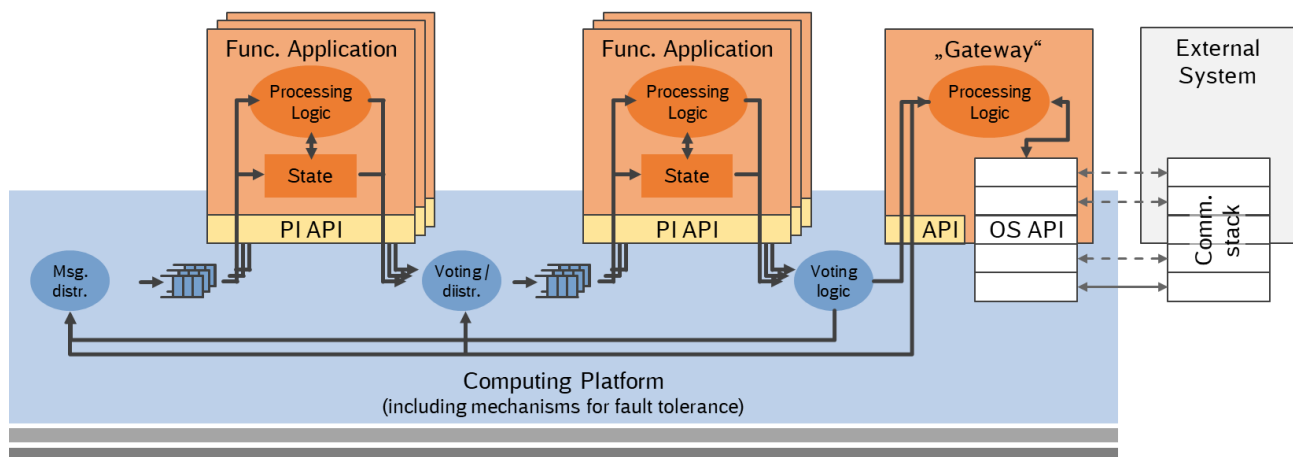 Func. Application
Processing
Logic
State
PI API
Func. Application
Processing
Logic
State
PI API
„Gateway“
Processing
Logic
API
OS API
External
System
Comm.
stack
Msg.
distr.
Voting /
diistr.
Voting
logic
Computing Platform
(including mechanisms for fault tolerance)